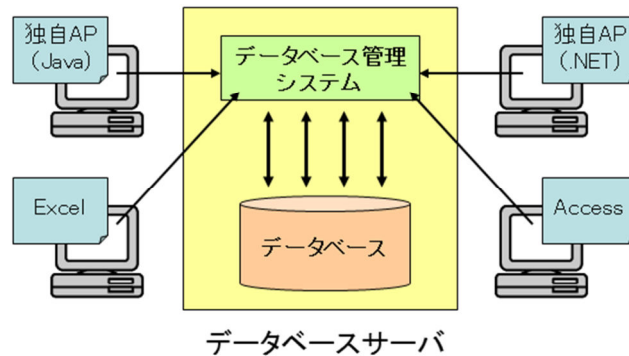 独自AP
（Java）
データベース管理
システム
独自AP
（.NET）
Excel
データベース
Access
データベースサーバ